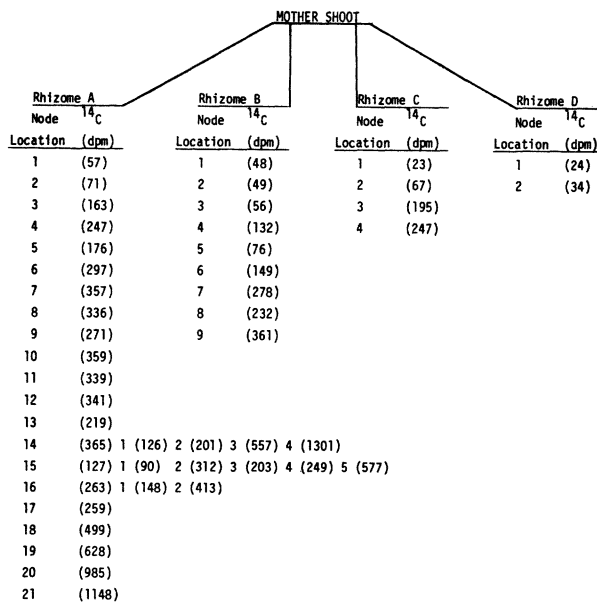 MOTHER SHOOT
Rhizome A Rhizome B Rhizome C Rhizome D
Node 14C Node 14C Node 14C Node 14C
Location (dpm) Location (dpm) Location (dpm) Location (dpm)
1 (57) 1 (48) 1 (23) 1 (24)
2 (71) 2 (49) 2 (67) 2 (34)
3 (163) 3 (56) 3 (195)
4 (247) 4 (132) 4 (247)
5 (176) 5 (76)
6 (297) 6 (149)
7 (357) 7 (278)
8 (336) 8 (232)
9 (271) 9 (361)
10 (359)
11 (339)
12 (341)
13 (219)
14 (365) 1 (126) 2 (201) 3 (557) 4 (1301)
15 (127) 1 (90) 2 (312) 3 (203) 4 (249) 5 (577)
16 (263) 1 (148) 2 (413)
17 (259)
18 (499)
19 (628)
20 (985)
21 (1148)